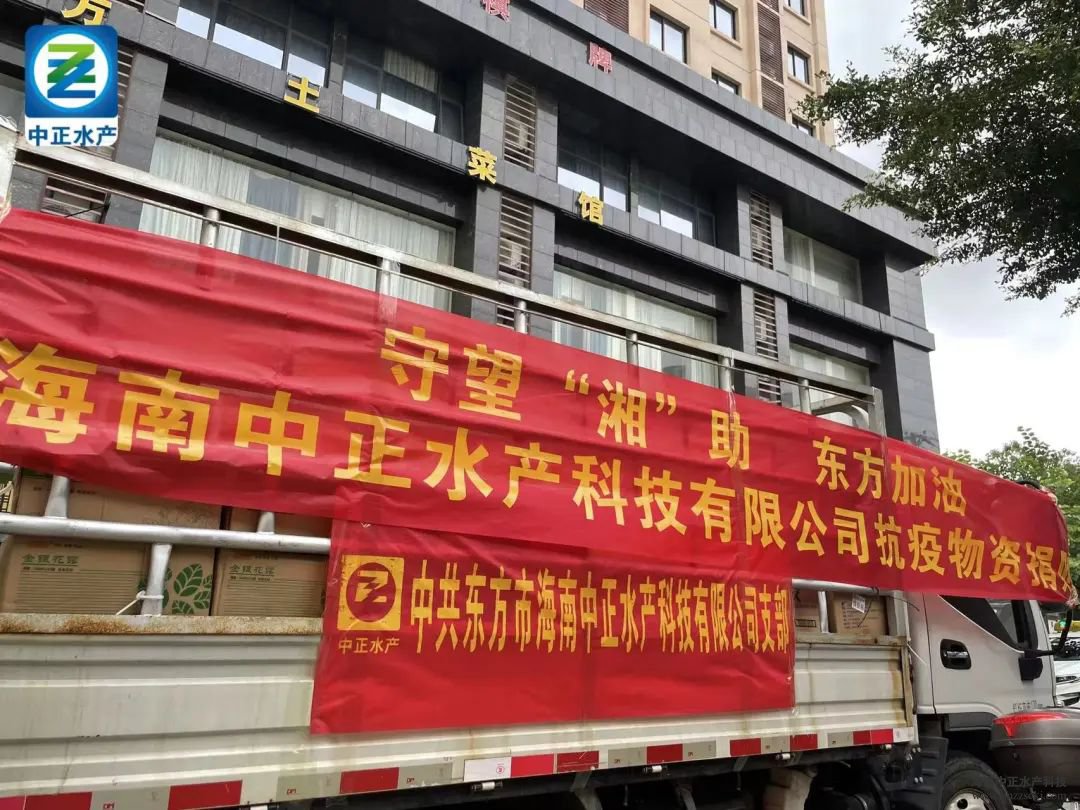 方
土
菜
馆
棋
牌
中正水产
守望“湘”助 东方加油
海南中正水产科技有限公司抗疫物资捐
金银花露
金银花露
中正水产
中共东方市海南中正水产科技有限公司支部
中正水产科技